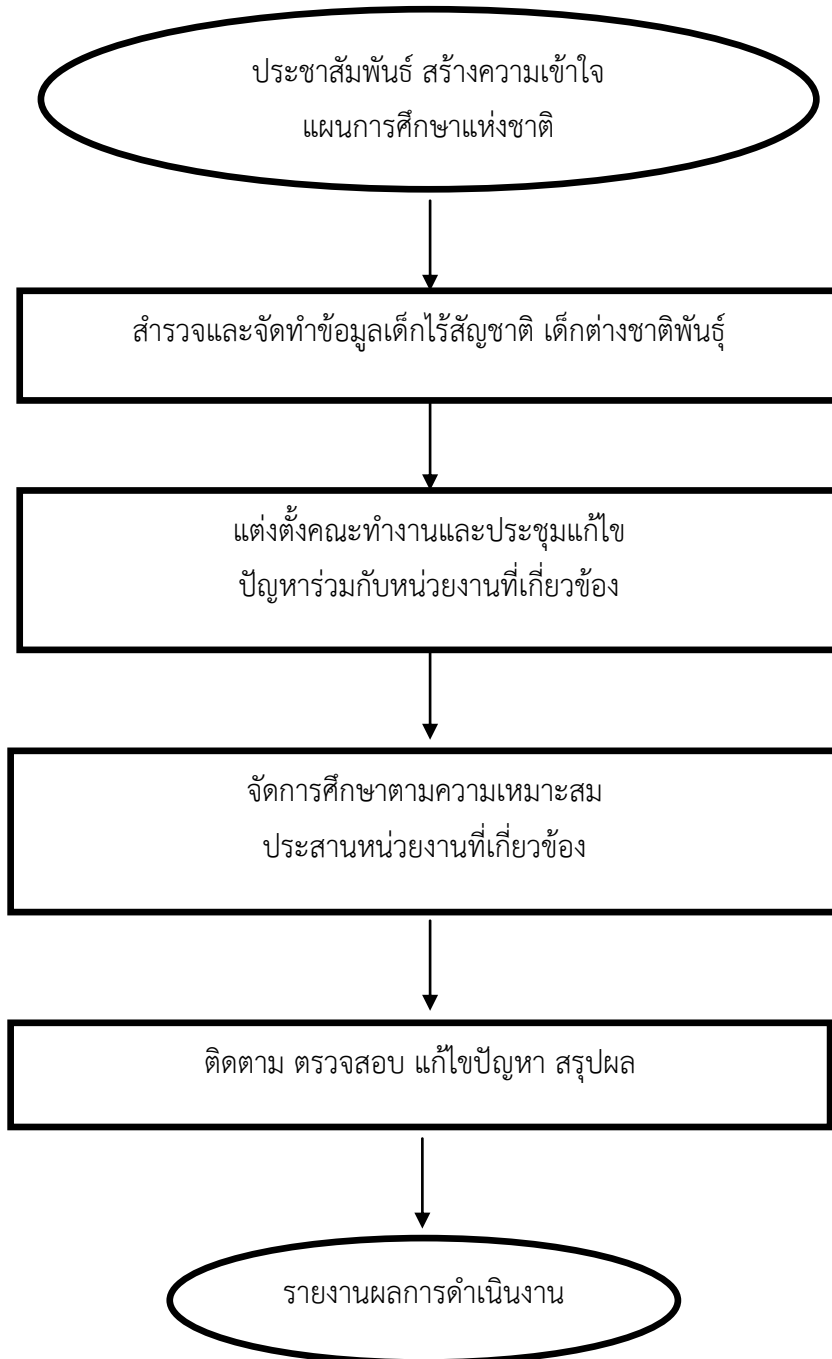 ประชาสัมพันธ์ สร้างความเข้าใจ
แผนการศึกษาแห่งชาติ
สำรวจและจัดทำข้อมูลเด็กไร้สัญชาติ เด็กต่างชาติพันธุ์
แต่งตั้งคณะทำงานและประชุมแก้ไข
ปัญหาร่วมกับหน่วยงานที่เกี่ยวข้อง
จัดการศึกษาตามความเหมาะสม
ประสานหน่วยงานที่เกี่ยวข้อง
ติดตาม ตรวจสอบ แก้ไขปัญหา สรุปผล
รายงานผลการดำเนินงาน